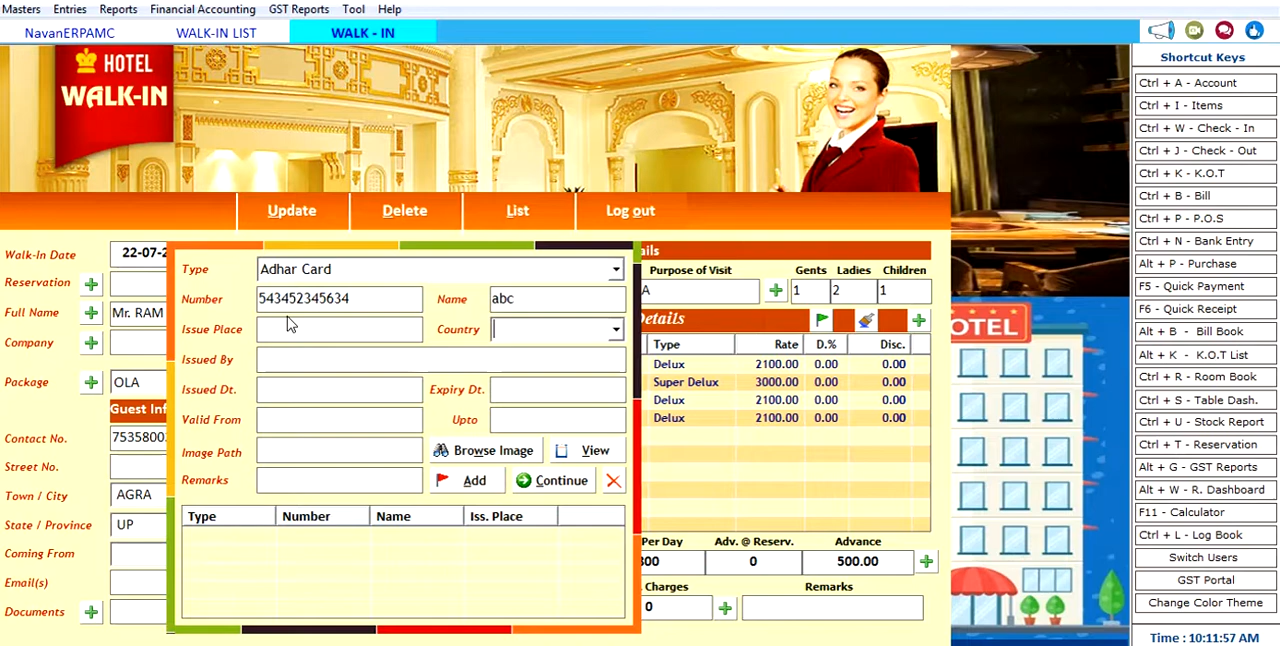 Masters Entries Reports Financial Accounting GST Reports Tool Help
NavanERPAMC WALK-IN LIST WALK - IN
HOTEL
WALK-IN
Update Delete List Log out
Walk-In Date 22-07-2
Reservation
Full Name Mr. RAM
Company
Package OLA
Guest Inf
Contact No. 7535800
Street No.
Town / City AGRA
State / Province UP
Coming From
Email(s)
Documents
Type Adhar Card
Number 543452345634 Name abc
Issue Place Country
Issued By
Issued Dt. Expiry Dt.
Valid From Upto
Image Path Browse Image View
Remarks Add Continue
Type Number Name Iss. Place
ails
Purpose of Visit Gents Ladies Children
A 1 2 1
Details
Type Rate D.% Disc.
Delux 2100.00 0.00 0.00
Super Delux 3000.00 0.00 0.00
Delux 2100.00 0.00 0.00
Delux 2100.00 0.00 0.00
Per Day Adv. @ Reserv. Advance
300 0 500.00
Charges Remarks
0
OTEL
Shortcut Keys
Ctrl + A - Account
Ctrl + I - Items
Ctrl + W - Check - In
Ctrl + J - Check - Out
Ctrl + K - K.O.T
Ctrl + B - Bill
Ctrl + P - P.O.S
Ctrl + N - Bank Entry
Alt + P - Purchase
F5 - Quick Payment
F6 - Quick Receipt
Alt + B - Bill Book
Alt + K - K.O.T List
Ctrl + R - Room Book
Ctrl + S - Table Dash.
Ctrl + U - Stock Report
Ctrl + T - Reservation
Alt + G - GST Reports
Alt + W - R. Dashboard
F11 - Calculator
Ctrl + L - Log Book
Switch Users
GST Portal
Change Color Theme
Time : 10:11:57 AM